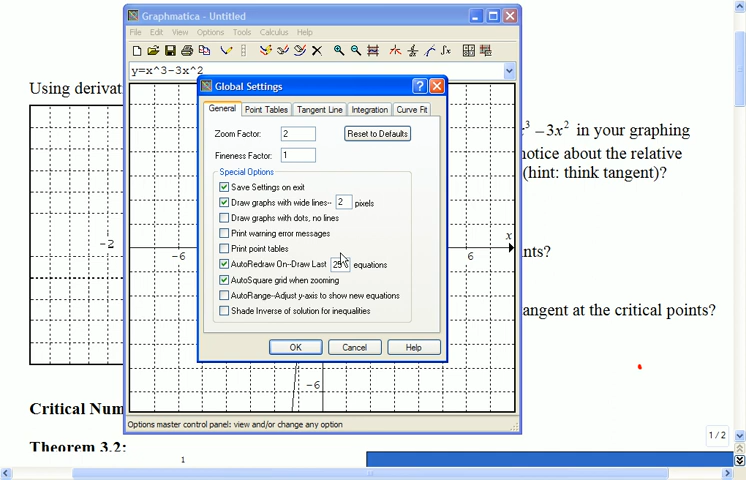 Graphmatica - Untitled
File Edit View Options Tools Calculus Help
y=x^3-3x^2
Using derivat
Global Settings
General Point Tables Tangent Line Integration Curve Fit
Zoom Factor: 2 Reset to Defaults
Fineness Factor: 1
Special Options
Save Settings on exit
Draw graphs with wide lines-- 2 pixels
Draw graphs with dots, no lines
Print warning error messages
Print point tables
AutoRedraw On--Draw Last 25 equations
AutoSquare grid when zooming
AutoRange--Adjust y-axis to show new equations
Shade Inverse of solution for inequalities
OK Cancel Help
³ – 3x² in your graphing
notice about the relative
(hint: think tangent)?
x
-2 -6 6
nts?
angent at the critical points?
-6
Critical Num
Options master control panel: view and/or change any option
1 / 2
Theorem 3.2:
1